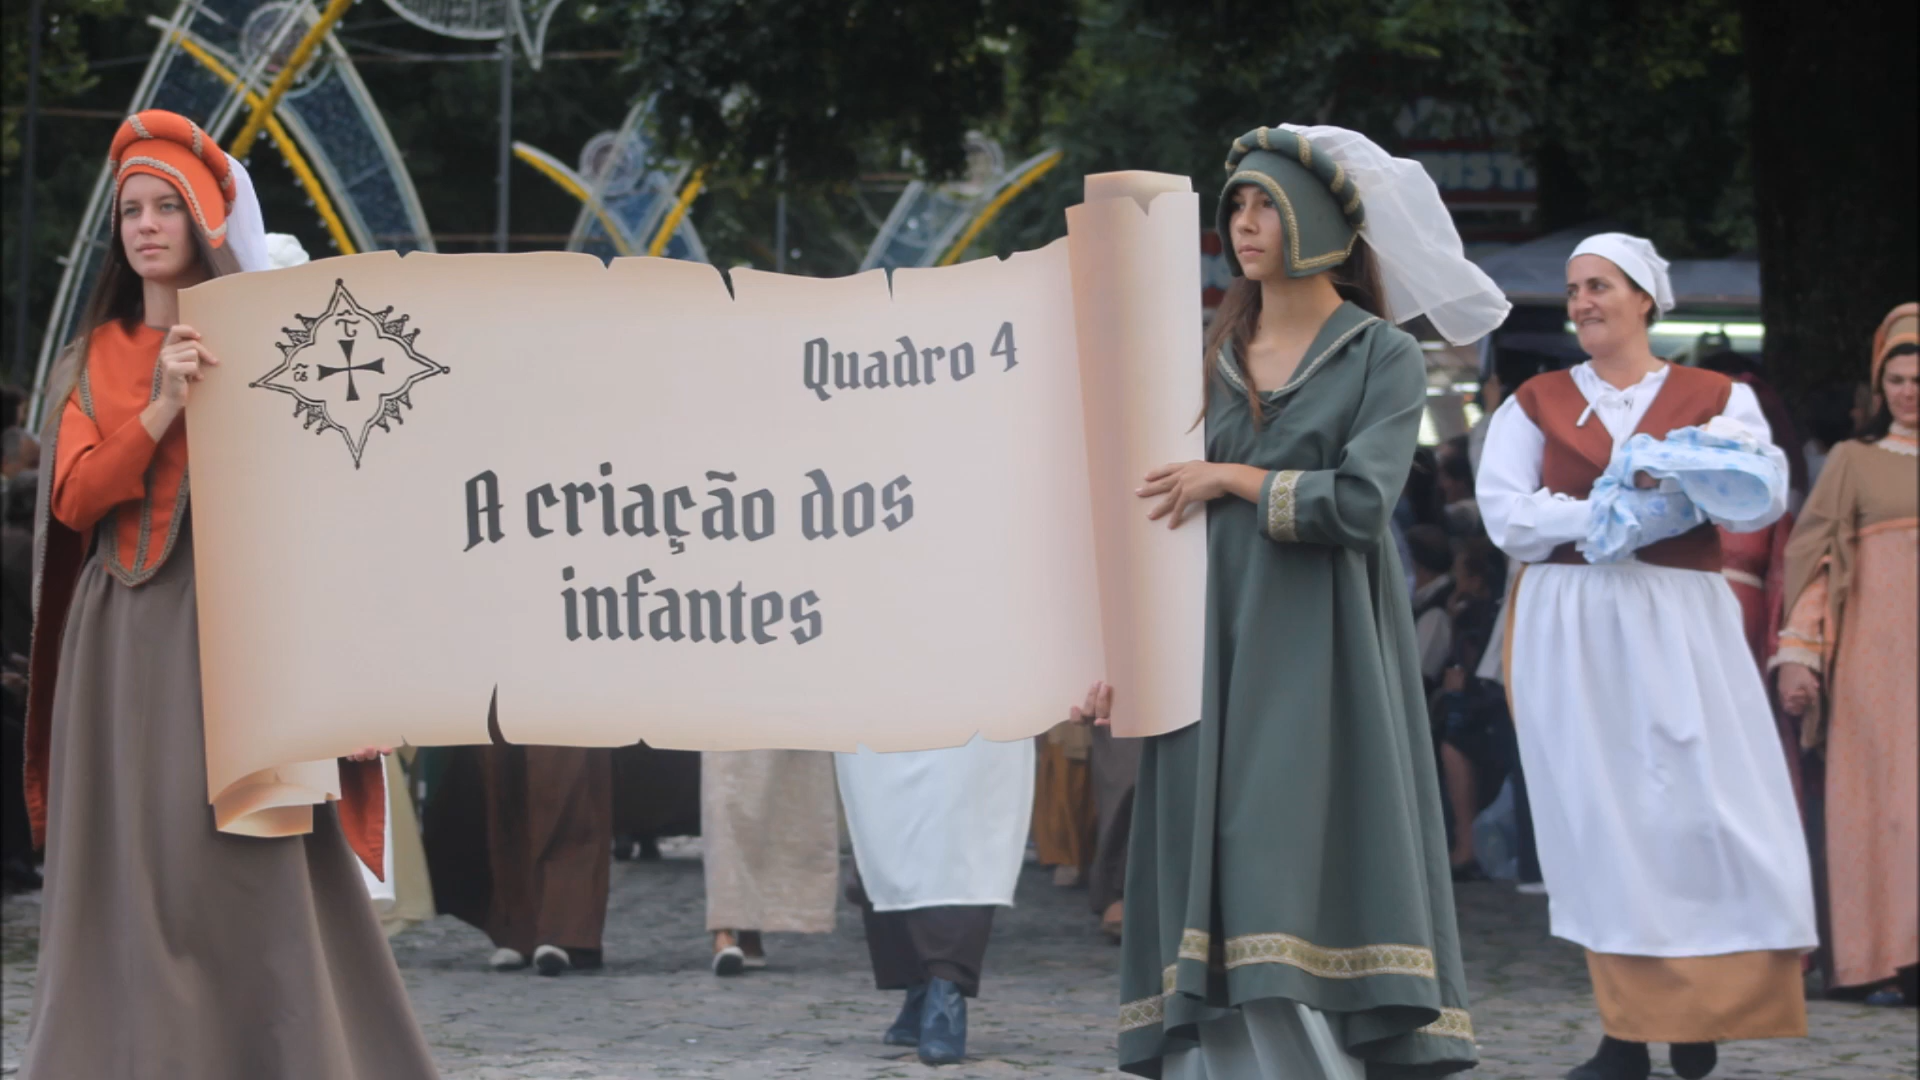 Quadro 4
A criação dos
infantes